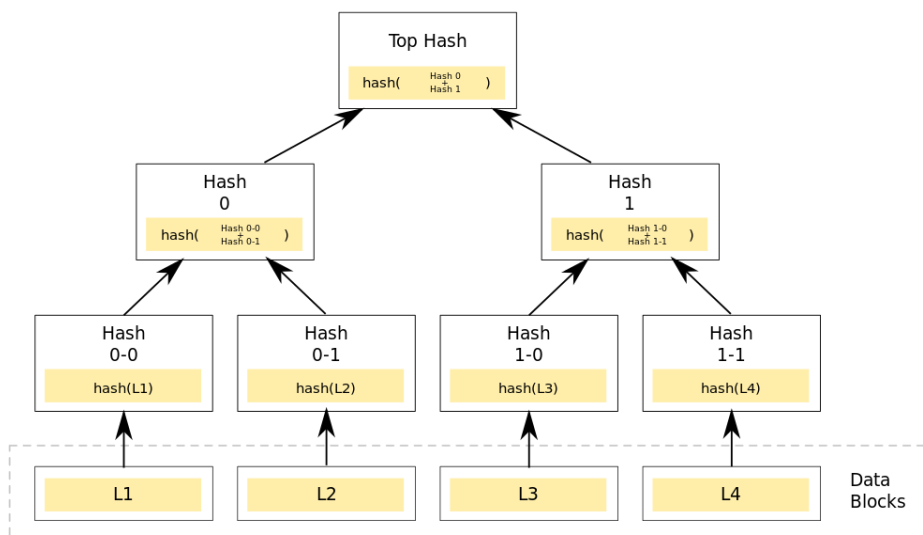 Top Hash
hash( Hash 0 + Hash 1 )
Hash
0
hash( Hash 0-0 + Hash 0-1 )
Hash
1
hash( Hash 1-0 + Hash 1-1 )
Hash
0-0
hash(L1)
Hash
0-1
hash(L2)
Hash
1-0
hash(L3)
Hash
1-1
hash(L4)
L1
L2
L3
L4
Data
Blocks